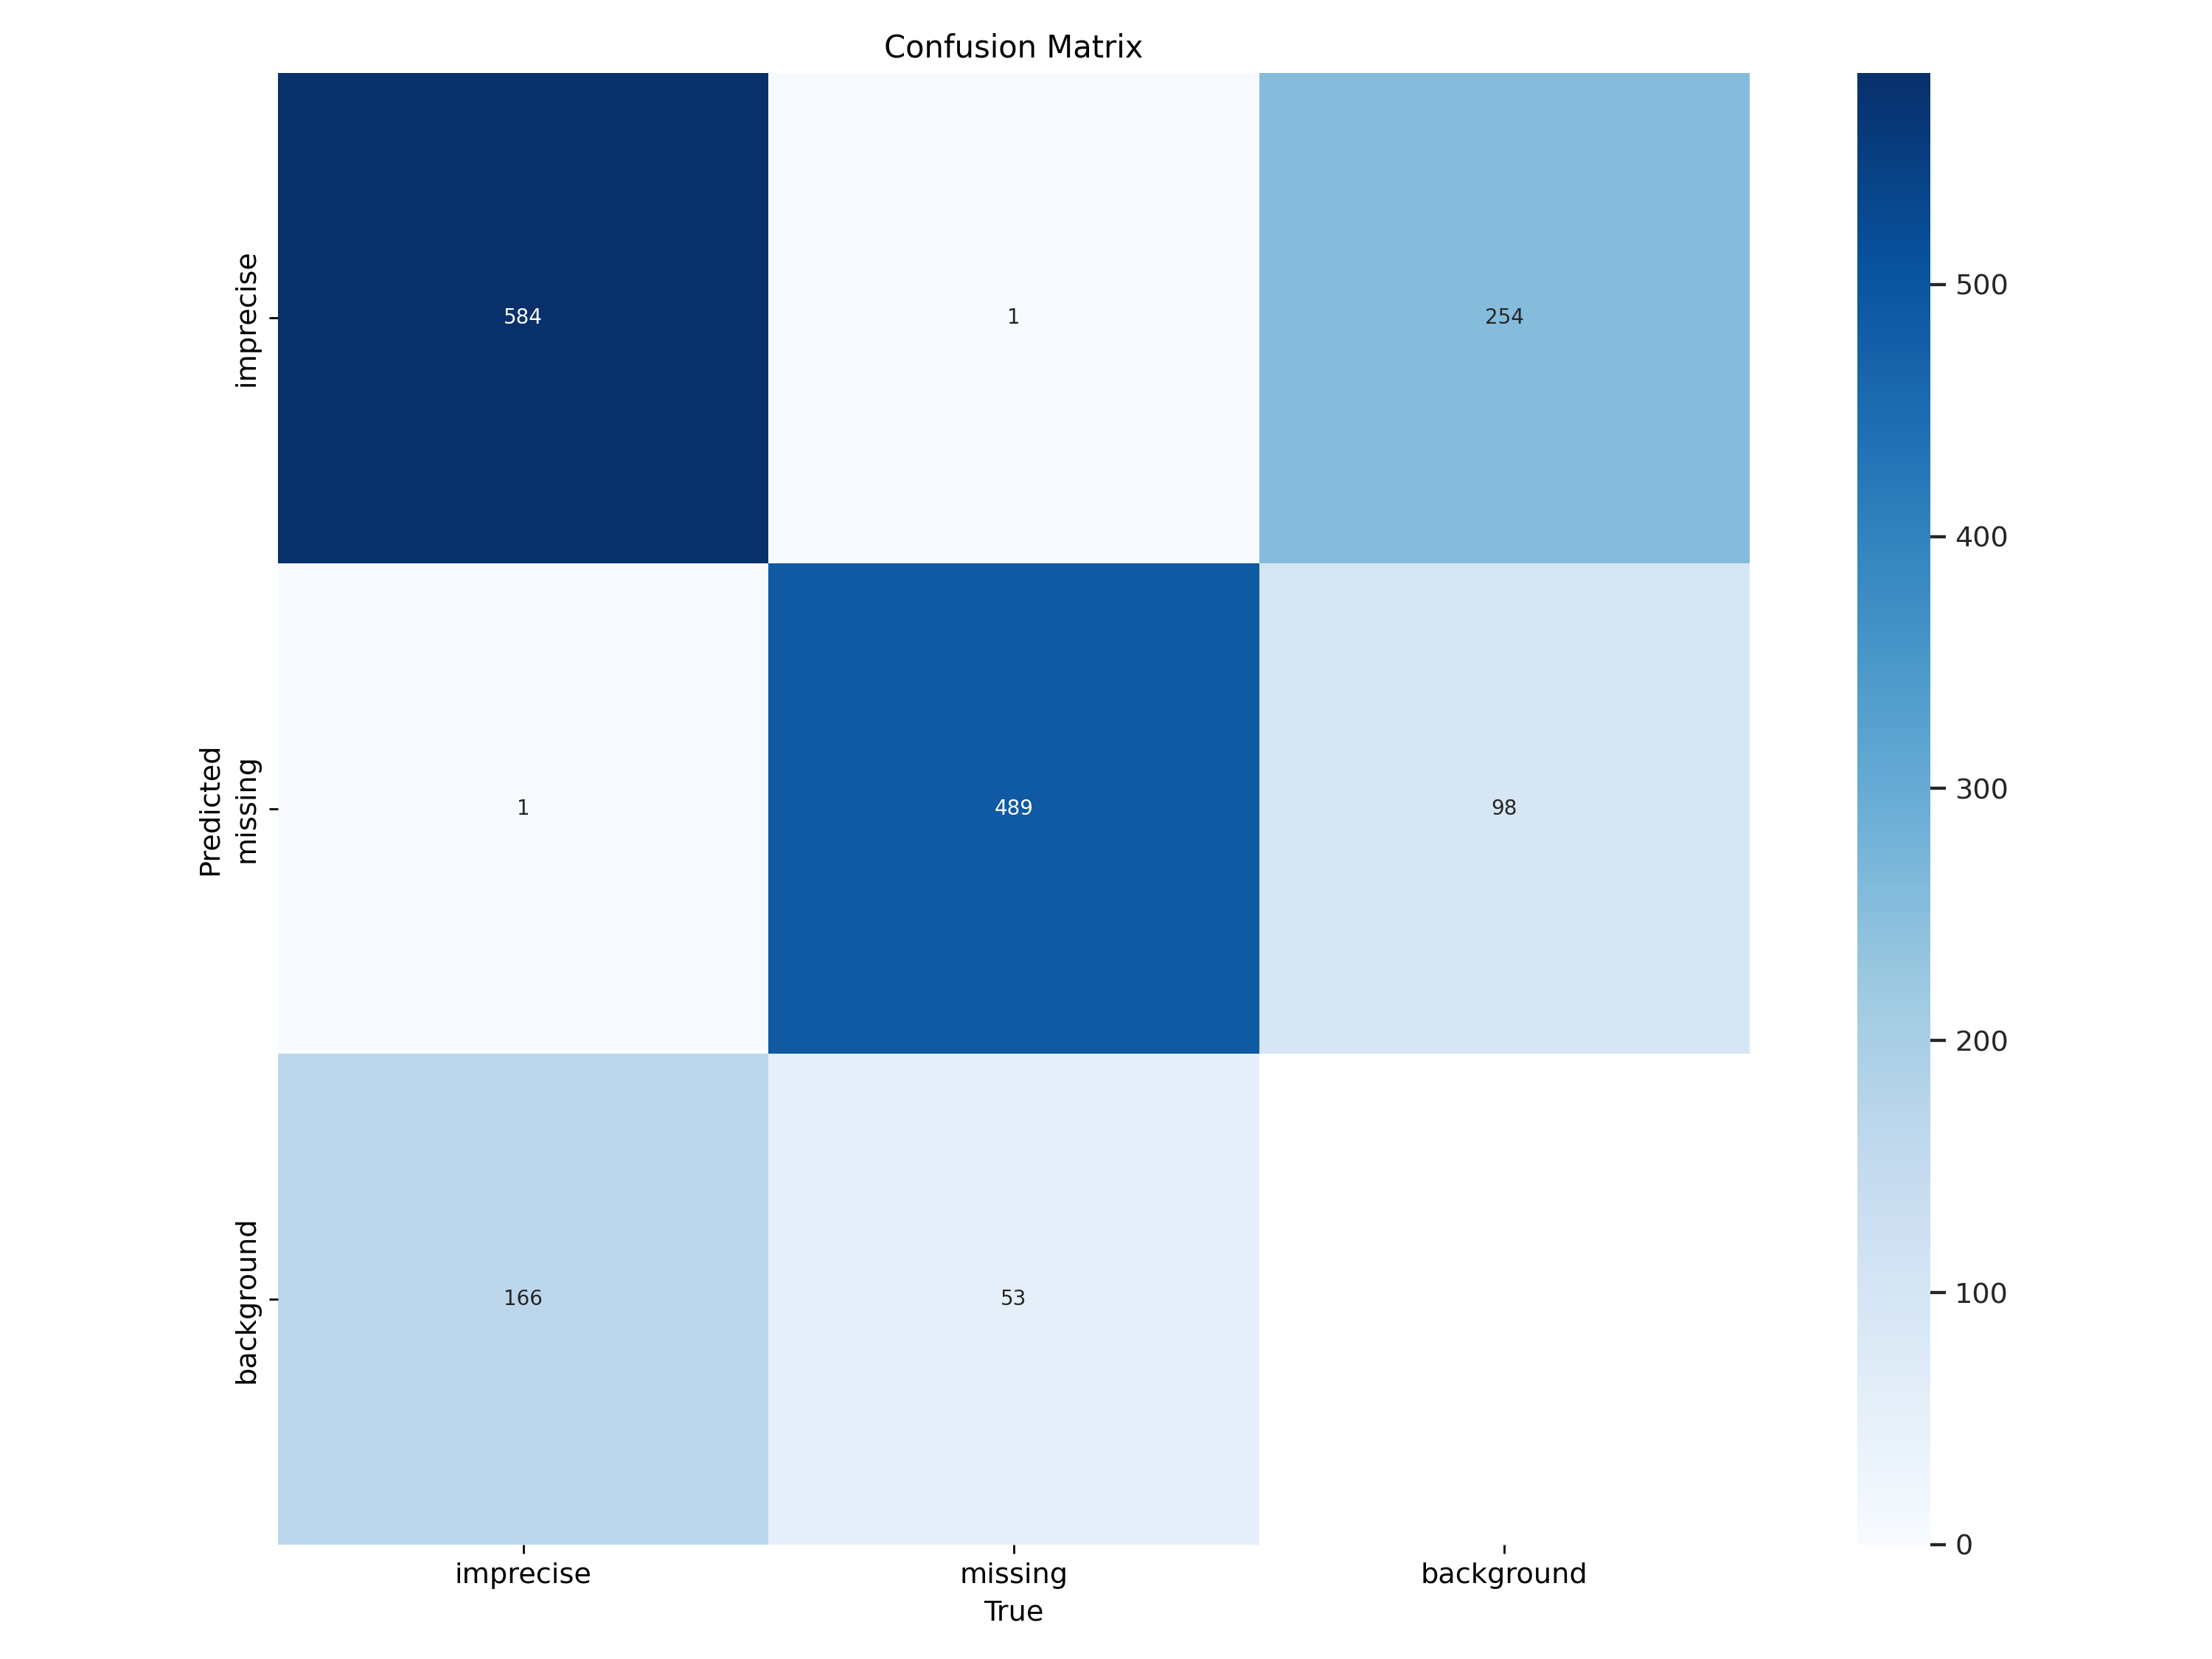 Confusion Matrix
imprecise
584
1
254
500
400
Predicted
missing
1
489
98
300
200
background
166
53
100
0
imprecise
missing
background
True